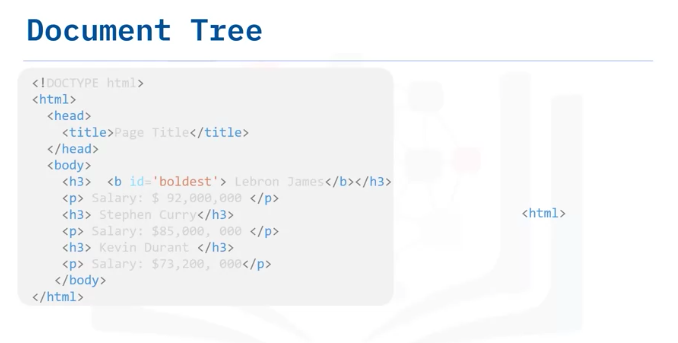 Document Tree
<!DOCTYPE html>
<html>
<head>
<title>Page Title</title>
</head>
<body>
<h3> <b id='boldest'> Lebron James</b></h3>
<p> Salary: $ 92,000,000 </p>
<h3> Stephen Curry</h3>
<p> Salary: $85,000, 000 </p>
<h3> Kevin Durant </h3>
<p> Salary: $73,200, 000</p>
</body>
</html>
<html>